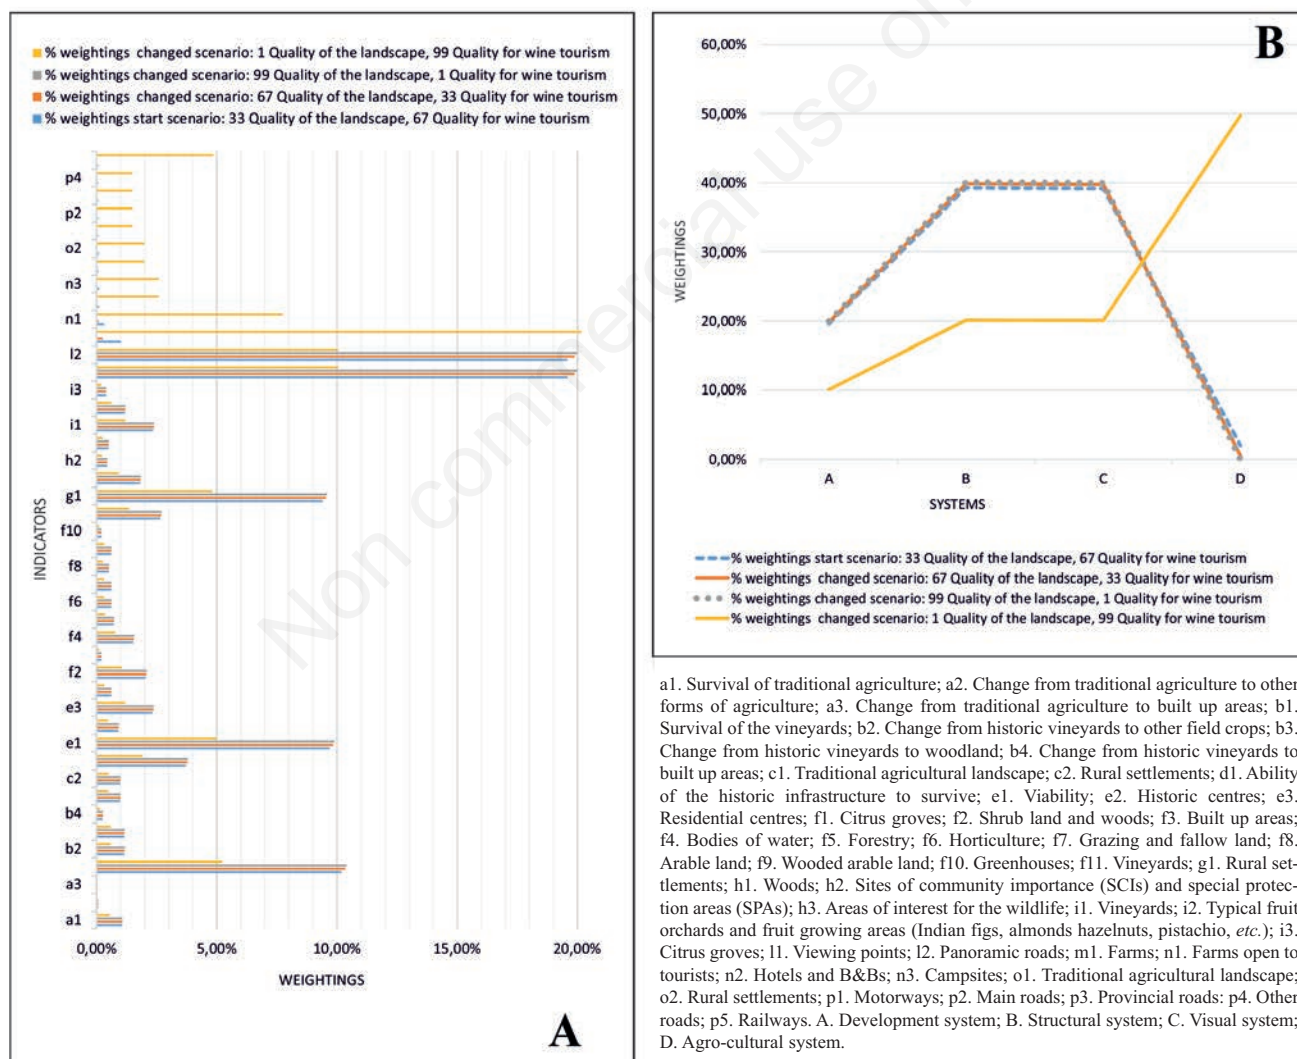 % weightings  changed scenario: 1 Quality of the landscape, 99 Quality for wine tourism
% weightings changed scenario: 99 Quality of the landscape, 1 Quality for wine tourism
% weightings  changed scenario: 67 Quality of the landscape, 33 Quality for wine tourism
% weightings start scenario: 33 Quality of the landscape, 67 Quality for wine tourism
p4
p2
o2
n3
n1
l2
i3
i1
h2
g1
f10
f8
f6
f4
f2
e3
e1
c2
b4
b2
a3
a1
INDICATORS
0,00%
5,00%
10,00%
15,00%
20,00%
WEIGHTINGS
A
B
60,00%
50,00%
40,00%
30,00%
20,00%
10,00%
0,00%
WEIGHTINGS
A
B
C
D
SYSTEMS
% weightings start scenario: 33 Quality of the landscape, 67 Quality for wine tourism
% weightings  changed scenario: 67 Quality of the landscape, 33 Quality for wine tourism
% weightings changed scenario: 99 Quality of the landscape, 1 Quality for wine tourism
% weightings  changed scenario: 1 Quality of the landscape, 99 Quality for wine tourism
a1. Survival of traditional agriculture; a2. Change from traditional agriculture to other
forms of agriculture; a3. Change from traditional agriculture to built up areas; b1.
Survival of the vineyards; b2. Change from historic vineyards to other field crops; b3.
Change from historic vineyards to woodland; b4. Change from historic vineyards to
built up areas; c1. Traditional agricultural landscape; c2. Rural settlements; d1. Ability
of the historic infrastructure to survive; e1. Viability; e2. Historic centres; e3.
Residential centres; f1. Citrus groves; f2. Shrub land and woods; f3. Built up areas;
f4. Bodies of water; f5. Forestry; f6. Horticulture; f7. Grazing and fallow land; f8.
Arable land; f9. Wooded arable land; f10. Greenhouses; f11. Vineyards; g1. Rural set-
tlements; h1. Woods; h2. Sites of community importance (SCIs) and special protec-
tion areas (SPAs); h3. Areas of interest for the wildlife; i1. Vineyards; i2. Typical fruit
orchards and fruit growing areas (Indian figs, almonds hazelnuts, pistachio, etc.); i3.
Citrus groves; l1. Viewing points; l2. Panoramic roads; m1. Farms; n1. Farms open to
tourists; n2. Hotels and B&Bs; n3. Campsites; o1. Traditional agricultural landscape;
o2. Rural settlements; p1. Motorways; p2. Main roads; p3. Provincial roads: p4. Other
roads; p5. Railways. A. Development system; B. Structural system; C. Visual system;
D. Agro-cultural system.
Non commercial use